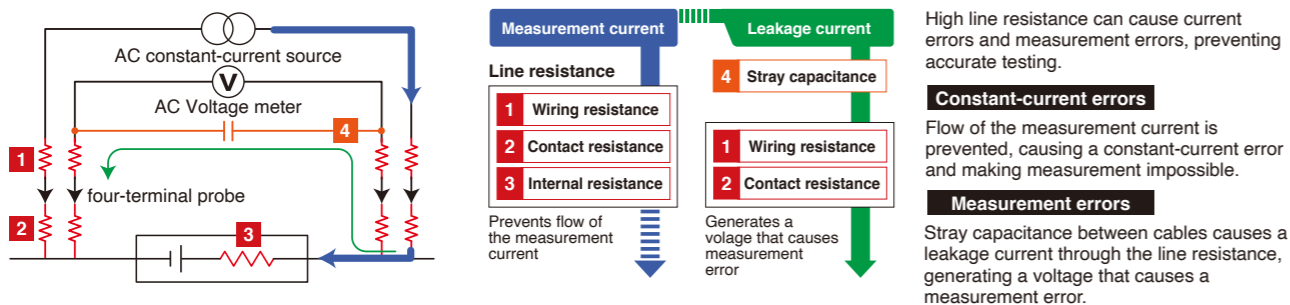 AC constant-current source
V
AC Voltage meter
4
1
four-terminal probe
2
3
Measurement current
Line resistance
1 Wiring resistance
2 Contact resistance
3 Internal resistance
Prevents flow of
the measurement
current
Leakage current
4 Stray capacitance
1 Wiring resistance
2 Contact resistance
Generates a
volage that causes
measurement
error
High line resistance can cause current
errors and measurement errors, preventing
accurate testing.
Constant-current errors
Flow of the measurement current is
prevented, causing a constant-current error
and making measurement impossible.
Measurement errors
Stray capacitance between cables causes a
leakage current through the line resistance,
generating a voltage that causes a
measurement error.